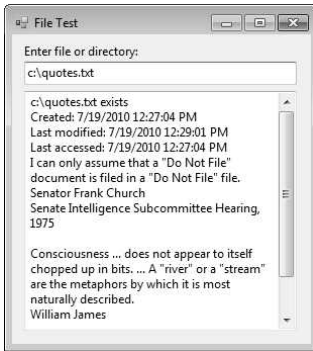 File Test
Enter file or directory:
c:\quotes.txt
c:\quotes.txt exists
Created: 7/19/2010 12:27:04 PM
Last modified: 7/19/2010 12:29:01 PM
Last accessed: 7/19/2010 12:27:04 PM
I can only assume that a "Do Not File"
document is filed in a "Do Not File" file.
Senator Frank Church
Senate Intelligence Subcommittee Hearing,
1975
Consciousness ... does not appear to itself
chopped up in bits. ... A "river" or a "stream"
are the metaphors by which it is most
naturally described.
William James